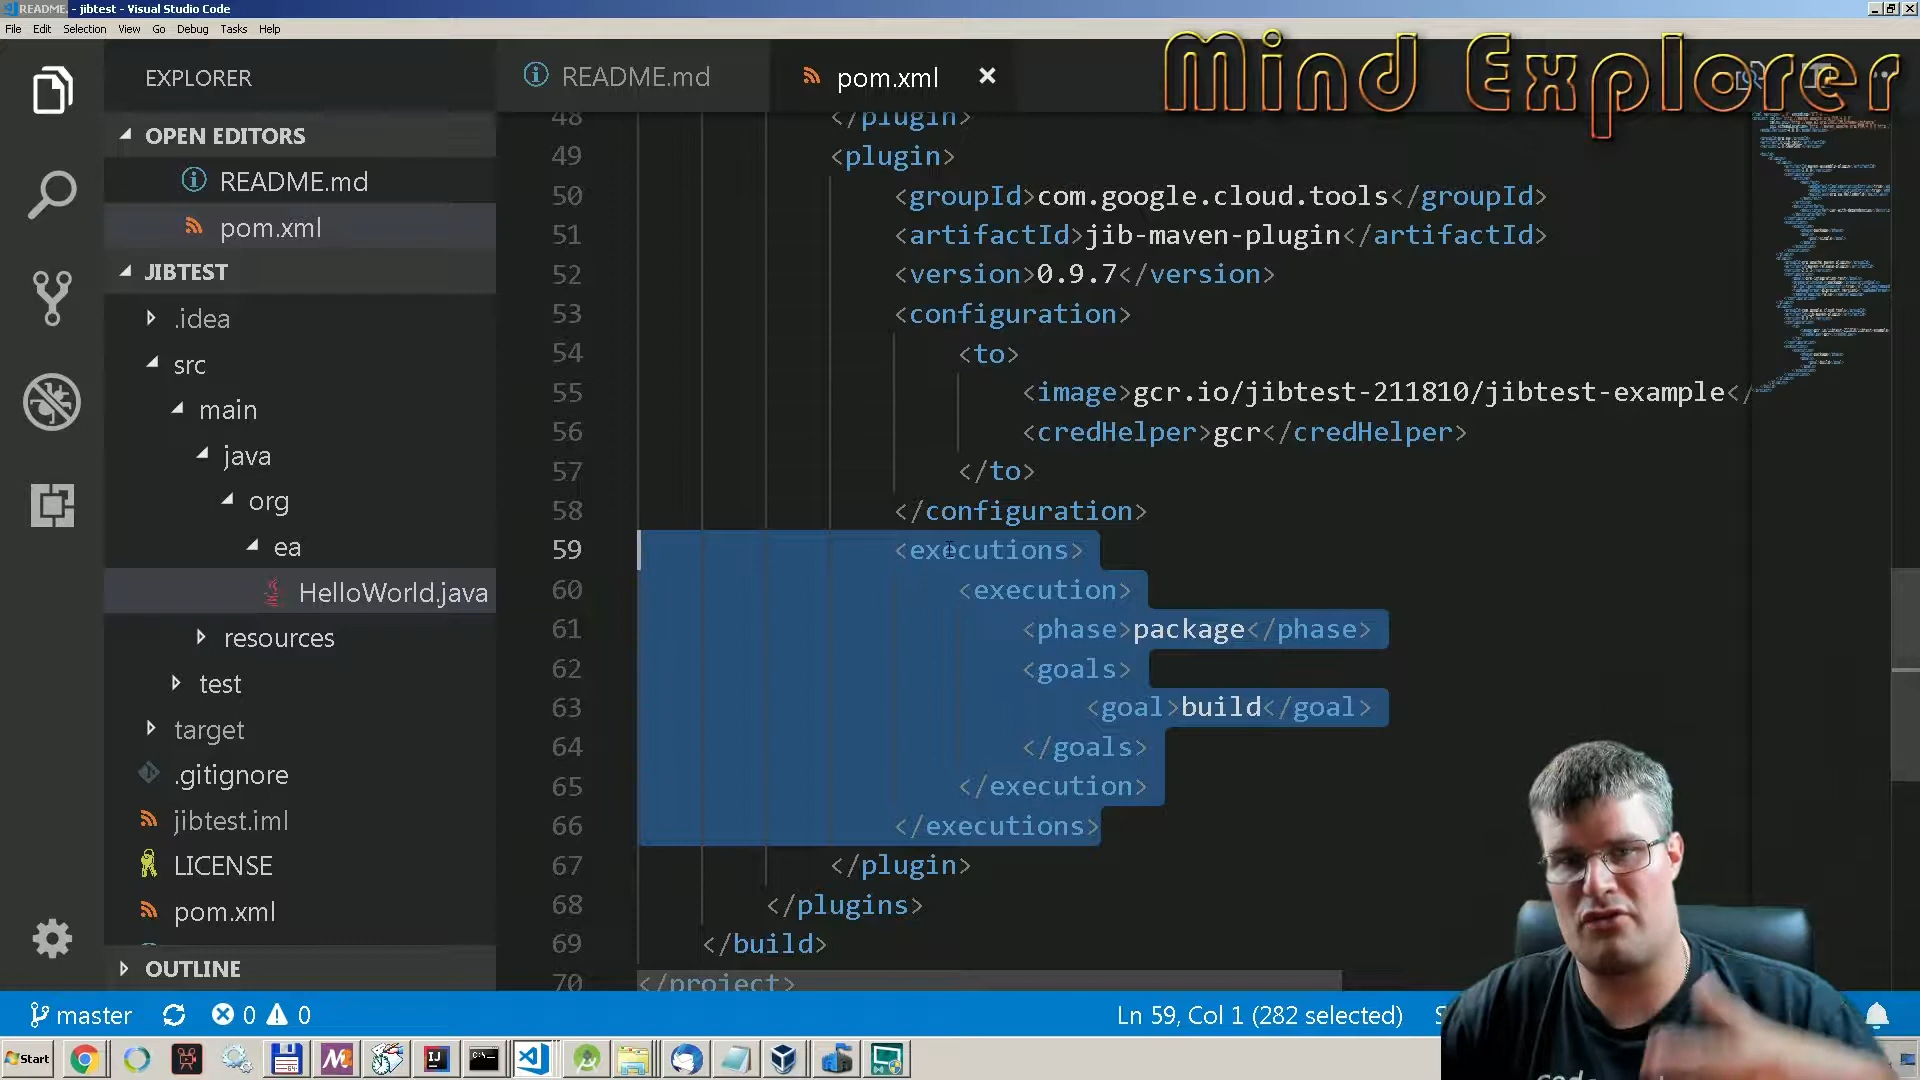 README. - jibtest - Visual Studio Code
File Edit Selection View Go Debug Tasks Help
Mind Explorer
EXPLORER
OPEN EDITORS
README.md
pom.xml
JIBTEST
.idea
src
main
java
org
ea
HelloWorld.java
resources
test
target
.gitignore
jibtest.iml
LICENSE
pom.xml
OUTLINE
README.md pom.xml
48 </plugin>
49 <plugin>
50 <groupId>com.google.cloud.tools</groupId>
51 <artifactId>jib-maven-plugin</artifactId>
52 <version>0.9.7</version>
53 <configuration>
54 <to>
55 <image>gcr.io/jibtest-211810/jibtest-example</
56 <credHelper>gcr</credHelper>
57 </to>
58 </configuration>
59 <executions>
60 <execution>
61 <phase>package</phase>
62 <goals>
63 <goal>build</goal>
64 </goals>
65 </execution>
66 </executions>
67 </plugin>
68 </plugins>
69 </build>
70 </project>
master 0 0 Ln 59, Col 1 (282 selected)
Start